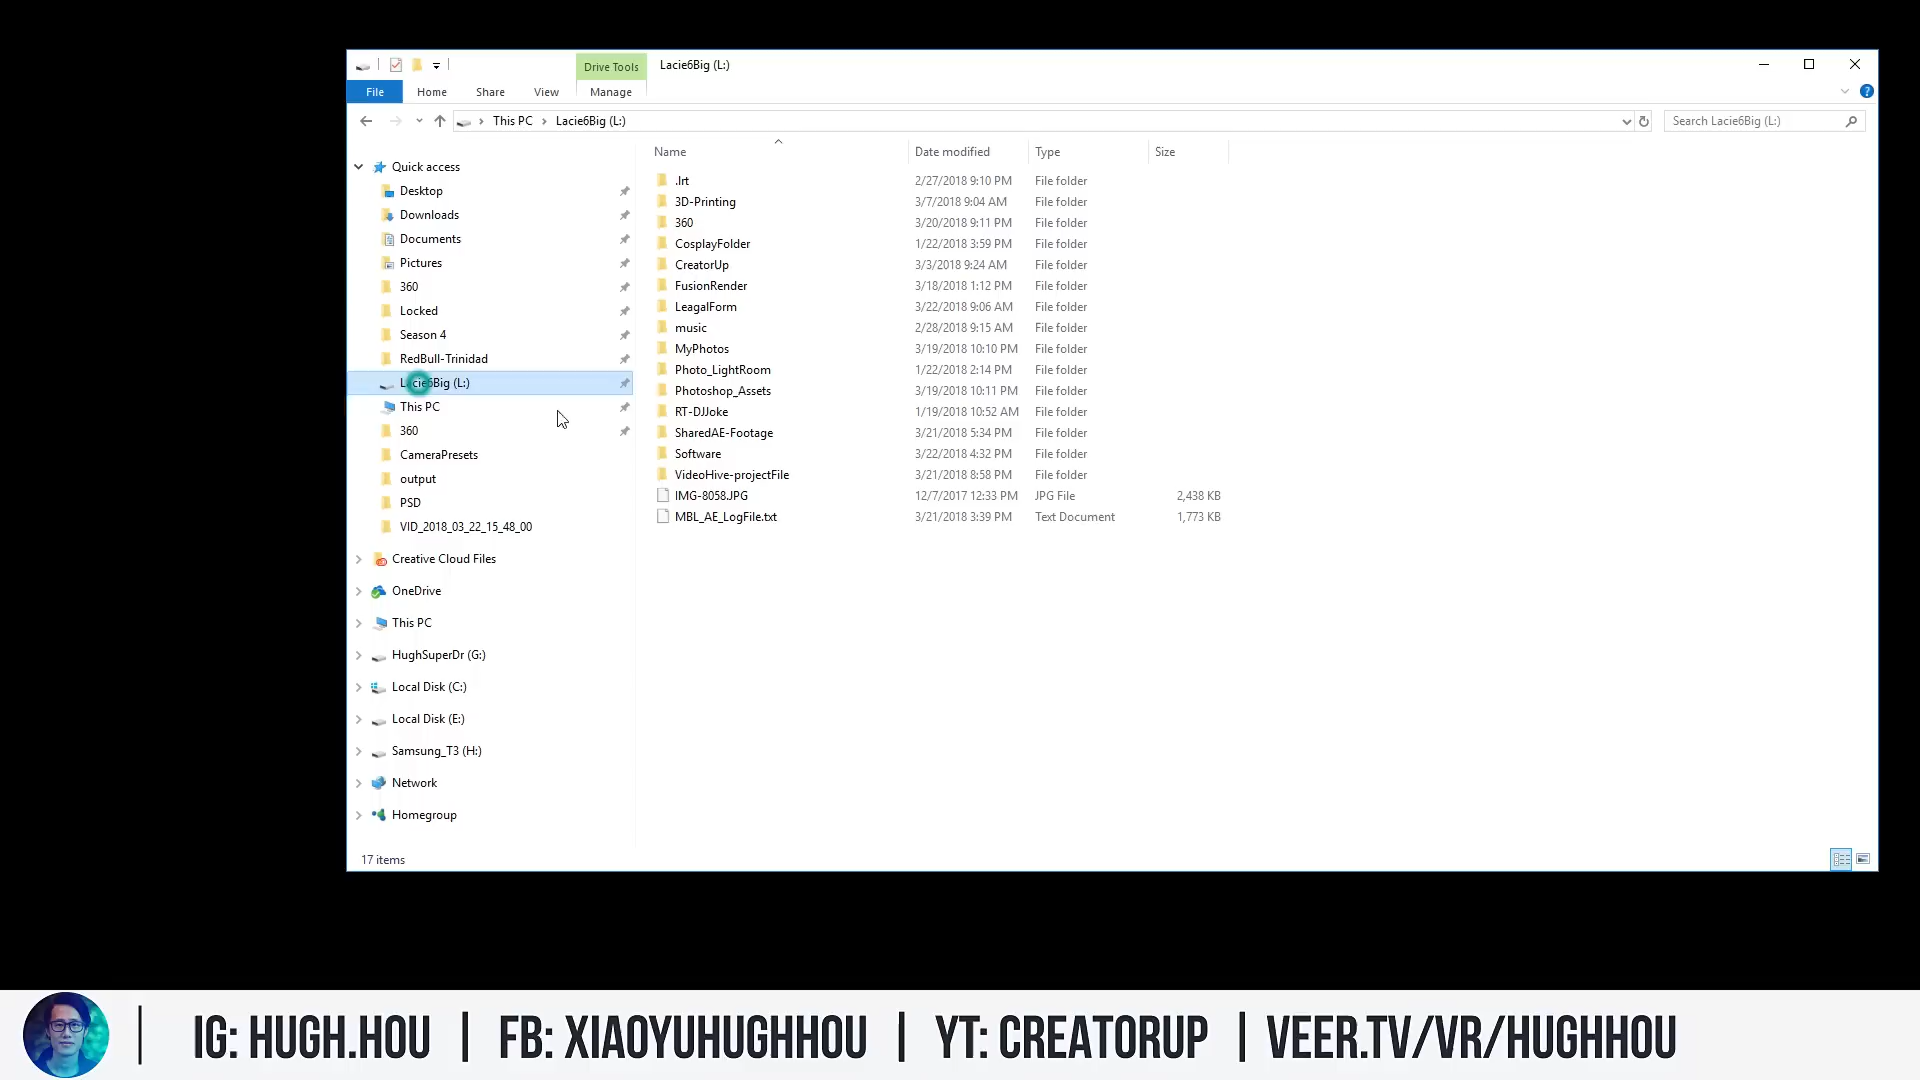 Drive Tools
Lacie6Big (L:)
File
Home
Share
View
Manage
This PC
Lacie6Big (L:)
Search Lacie6Big (L:)
Quick access
Desktop
Downloads
Documents
Pictures
360
Locked
Season 4
RedBull-Trinidad
Lacie6Big (L:)
This PC
360
CameraPresets
output
PSD
VID_2018_03_22_15_48_00
Creative Cloud Files
OneDrive
This PC
HughSuperDr (G:)
Local Disk (C:)
Local Disk (E:)
Samsung_T3 (H:)
Network
Homegroup
Name Date modified Type Size
.lrt 2/27/2018 9:10 PM File folder
3D-Printing 3/7/2018 9:04 AM File folder
360 3/20/2018 9:11 PM File folder
CosplayFolder 1/22/2018 3:59 PM File folder
CreatorUp 3/3/2018 9:24 AM File folder
FusionRender 3/18/2018 1:12 PM File folder
LeagalForm 3/22/2018 9:06 AM File folder
music 2/28/2018 9:15 AM File folder
MyPhotos 3/19/2018 10:10 PM File folder
Photo_LightRoom 1/22/2018 2:14 PM File folder
Photoshop_Assets 3/19/2018 10:11 PM File folder
RT-DJJoke 1/19/2018 10:52 AM File folder
SharedAE-Footage 3/21/2018 5:34 PM File folder
Software 3/22/2018 4:32 PM File folder
VideoHive-projectFile 3/21/2018 8:58 PM File folder
IMG-8058.JPG 12/7/2017 12:33 PM JPG File 2,438 KB
MBL_AE_LogFile.txt 3/21/2018 3:39 PM Text Document 1,773 KB
17 items
IG: HUGH.HOU | FB: XIAOYUHUGHHOU | YT: CREATORUP | VEER.TV/VR/HUGHHOU